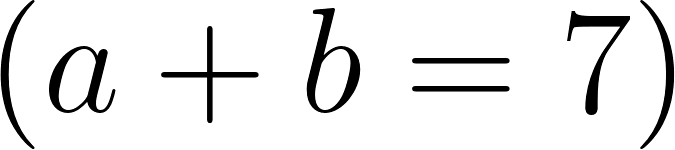 (a + b = 7)